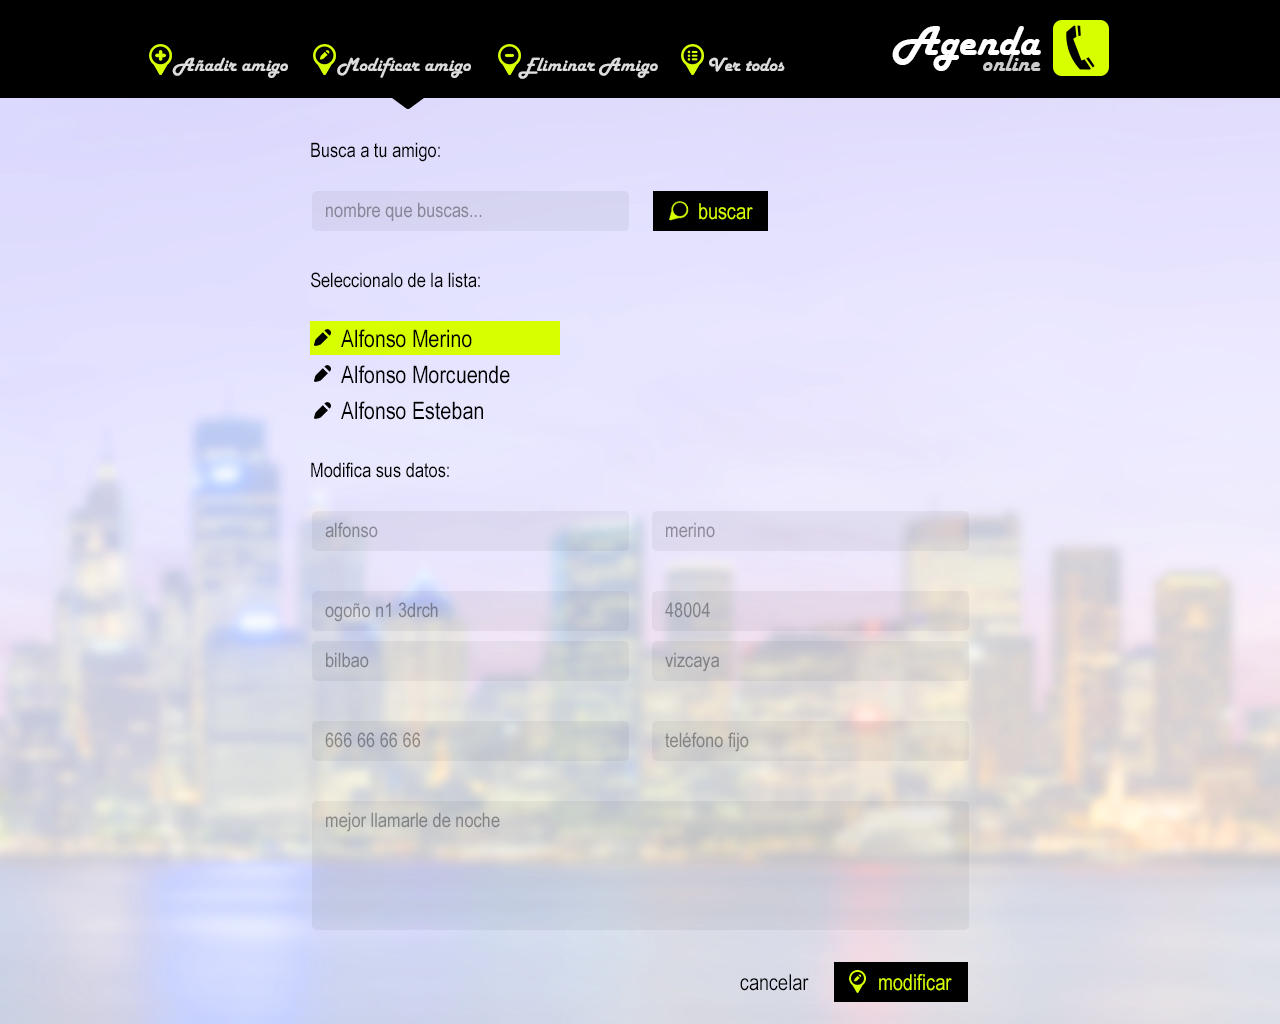 Añadir amigo Modificar amigo Eliminar Amigo Ver todos
Agenda
online
Busca a tu amigo:
nombre que buscas...
buscar
Seleccionalo de la lista:
Alfonso Merino
Alfonso Morcuende
Alfonso Esteban
Modifica sus datos:
alfonso merino
ogoño n1 3drch 48004
bilbao vizcaya
666 66 66 66 teléfono fijo
mejor llamarle de noche
cancelar modificar